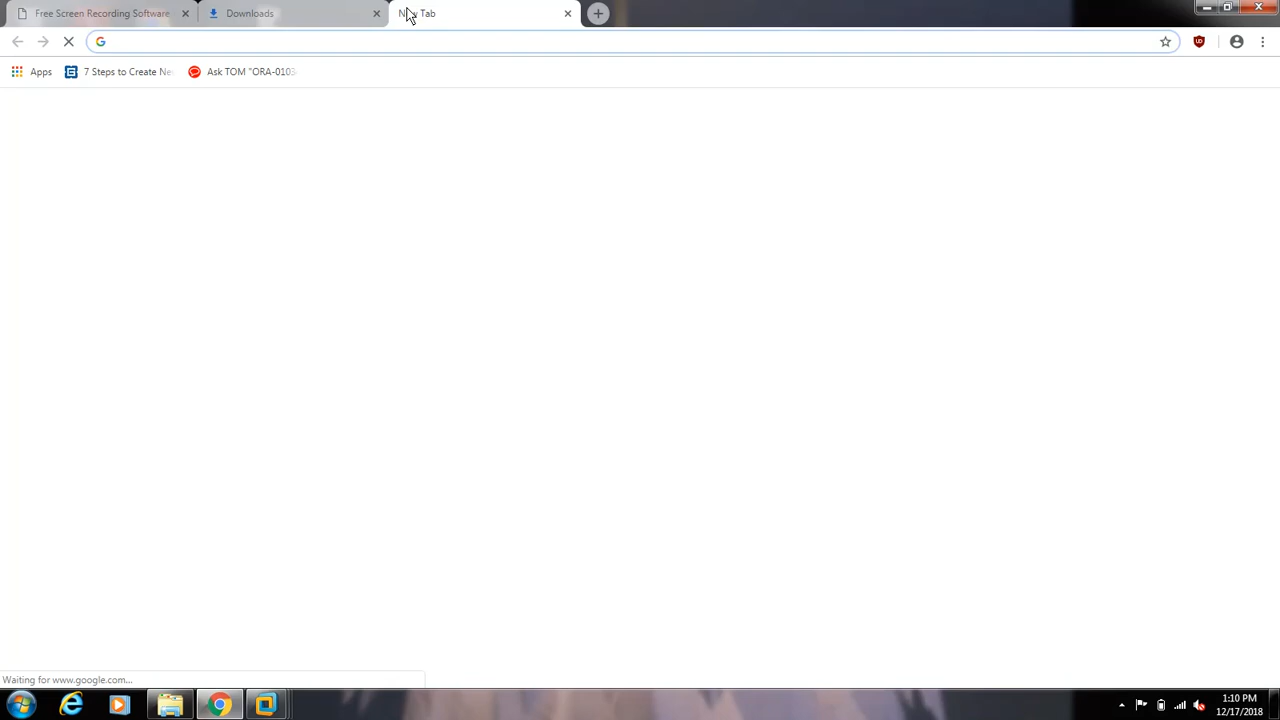 Free Screen Recording Software
Downloads
Tab
Apps
7 Steps to Create Ne
Ask TOM "ORA-0103
Waiting for www.google.com...
1:10 PM
12/17/2018